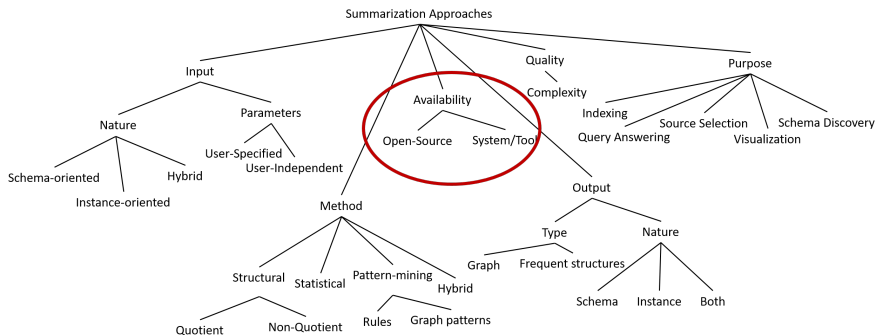 Summarization Approaches
Input
Availability
Quality
Purpose
Nature
Parameters
Complexity
Indexing
Query Answering
Source Selection
Visualization
Schema Discovery
Open-Source
System/Tool
User-Specified
User-Independent
Schema-oriented
Instance-oriented
Hybrid
Method
Output
Structural
Statistical
Pattern-mining
Hybrid
Type
Nature
Graph
Frequent structures
Quotient
Non-Quotient
Rules
Graph patterns
Schema
Instance
Both